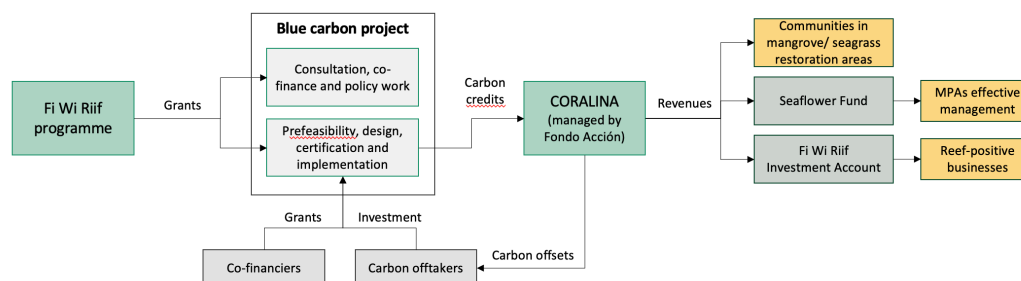 Fi Wi Riif
programme
Grants
Blue carbon project
Consultation, co-
finance and policy work
Prefeasibility, design,
certification and
implementation
Grants
Investment
Co-financiers
Carbon offtakers
Carbon
credits
CORALINA
(managed by
Fondo Acción)
Carbon offsets
Revenues
Communities in
mangrove/ seagrass
restoration areas
Seaflower Fund
MPAs effective
management
Fi Wi Riif
Investment Account
Reef-positive
businesses